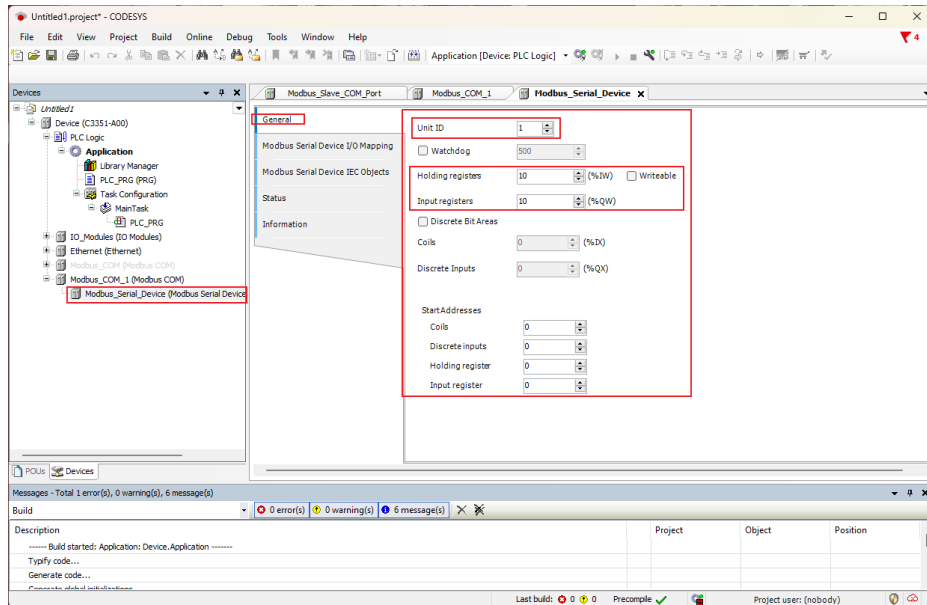 Untitled1.project* - CODESYS
File Edit View Project Build Online Debug Tools Window Help
4
Application [Device: PLC Logic]
Devices
Untitled1
Device (C3351-A00)
PLC Logic
Application
Library Manager
PLC_PRG (PRG)
Task Configuration
MainTask
PLC_PRG
IO_Modules (IO Modules)
Ethernet (Ethernet)
Modbus_COM (Modbus COM)
Modbus_COM_1 (Modbus COM)
Modbus_Serial_Device (Modbus Serial Device
POUs Devices
Modbus_Slave_COM_Port Modbus_COM_1 Modbus_Serial_Device
General
Modbus Serial Device I/O Mapping
Modbus Serial Device IEC Objects
Status
Information
Unit ID 1
Watchdog 500
Holding registers 10 (%IW) Writeable
Input registers 10 (%QW)
Discrete Bit Areas
Coils 0 (%IX)
Discrete Inputs 0 (%QX)
Start Addresses
Coils 0
Discrete inputs 0
Holding register 0
Input register 0
Messages - Total 1 error(s), 0 warning(s), 6 message(s)
Build 0 error(s) 0 warning(s) 6 message(s)
Description Project Object Position
------ Build started: Application: Device.Application -------
Typify code...
Generate code...
Generate global initializations
Last build: 0 0 Precompile Project user: (nobody)